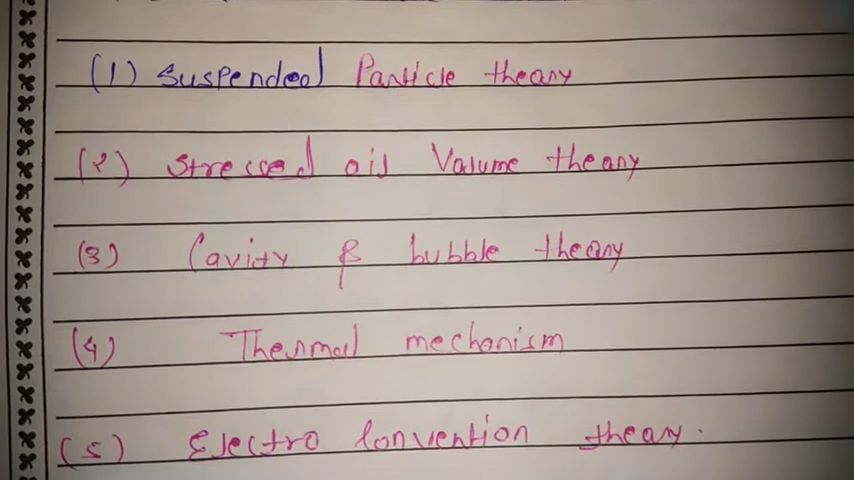 (1) Suspended Particle theory
(2) Stressed oil Volume theory
(3) Cavity & bubble theory
(4) Thermal mechanism
(5) Electro Convention theory.